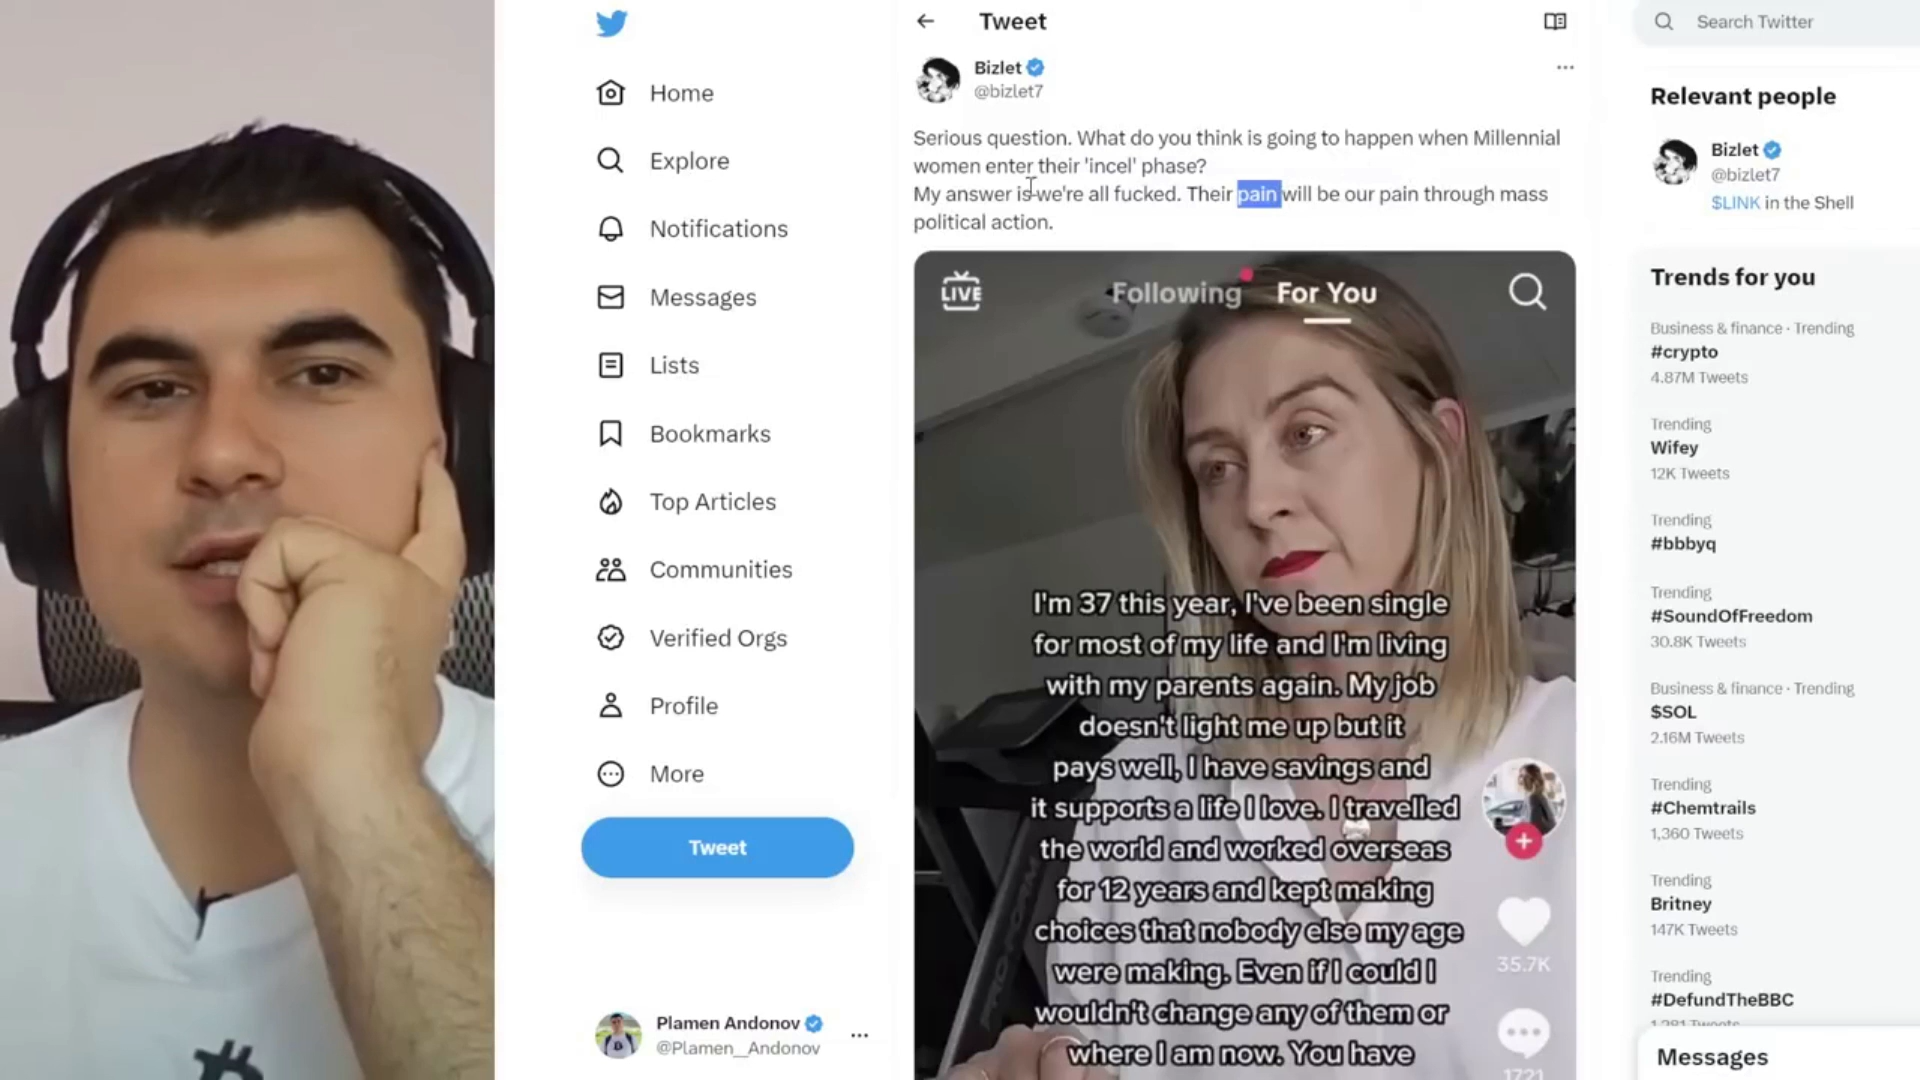 Home
Explore
Notifications
Messages
Lists
Bookmarks
Top Articles
Communities
Verified Orgs
Profile
More
Tweet
Plamen Andonov
@Plamen__Andonov
Tweet
Bizlet
@bizlet7
Serious question. What do you think is going to happen when Millennial
women enter their 'incel' phase?
My answer is we're all fucked. Their pain will be our pain through mass
political action.
LIVE
Following
For You
I'm 37 this year, I've been single
for most of my life and I'm living
with my parents again. My job
doesn't light me up but it
pays well, I have savings and
it supports a life I love. I travelled
the world and worked overseas
for 12 years and kept making
choices that nobody else my age
were making. Even if I could I
wouldn't change any of them or
where I am now. You have
35.7K
1721
Search Twitter
Relevant people
Bizlet
@bizlet7
$LINK in the Shell
Trends for you
Business & finance · Trending
#crypto
4.87M Tweets
Trending
Wifey
12K Tweets
Trending
#bbbyq
Trending
#SoundOfFreedom
30.8K Tweets
Business & finance · Trending
$SOL
2.16M Tweets
Trending
#Chemtrails
1,360 Tweets
Trending
Britney
147K Tweets
Trending
#DefundTheBBC
1,281 Tweets
Messages